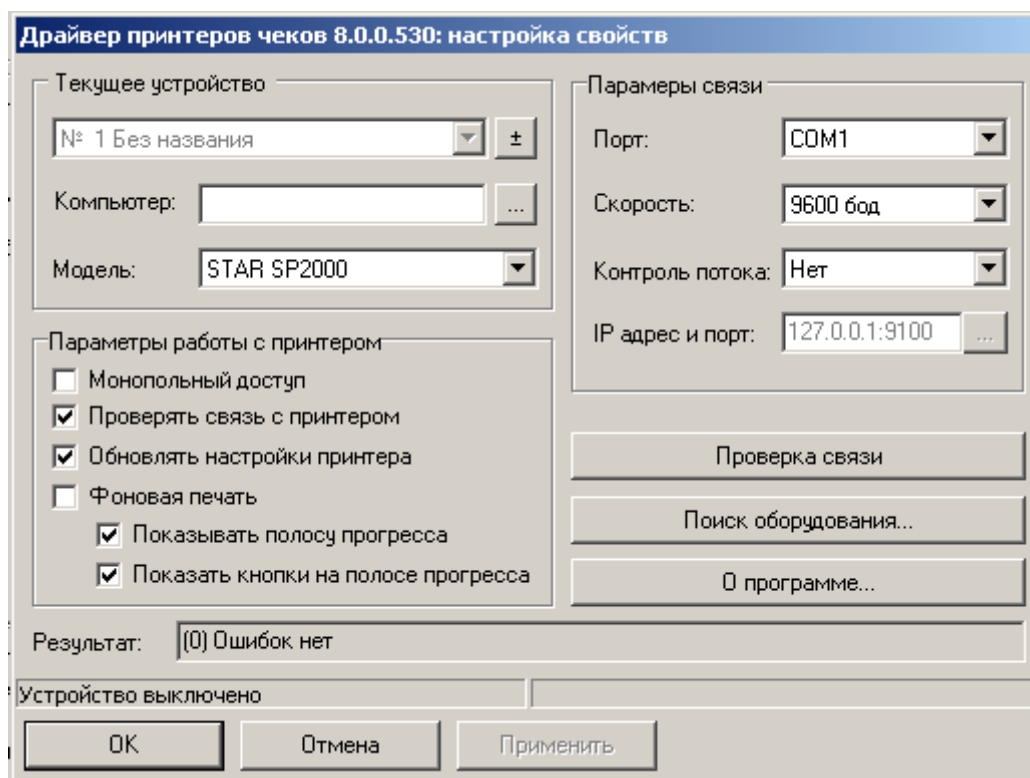 Драйвер принтеров чеков 8.0.0.530: настройка свойств
Текущее устройство
№ 1 Без названия
±
Компьютер:
...
Модель:
STAR SP2000
Парамеры связи
Порт:
COM1
Скорость:
9600 бод
Контроль потока:
Нет
IP адрес и порт:
127.0.0.1:9100
...
Параметры работы с принтером
Монопольный доступ
Проверять связь с принтером
Обновлять настройки принтера
Фоновая печать
Показывать полосу прогресса
Показать кнопки на полосе прогресса
Проверка связи
Поиск оборудования...
О программе...
Результат:
(0) Ошибок нет
Устройство выключено
OK
Отмена
Применить